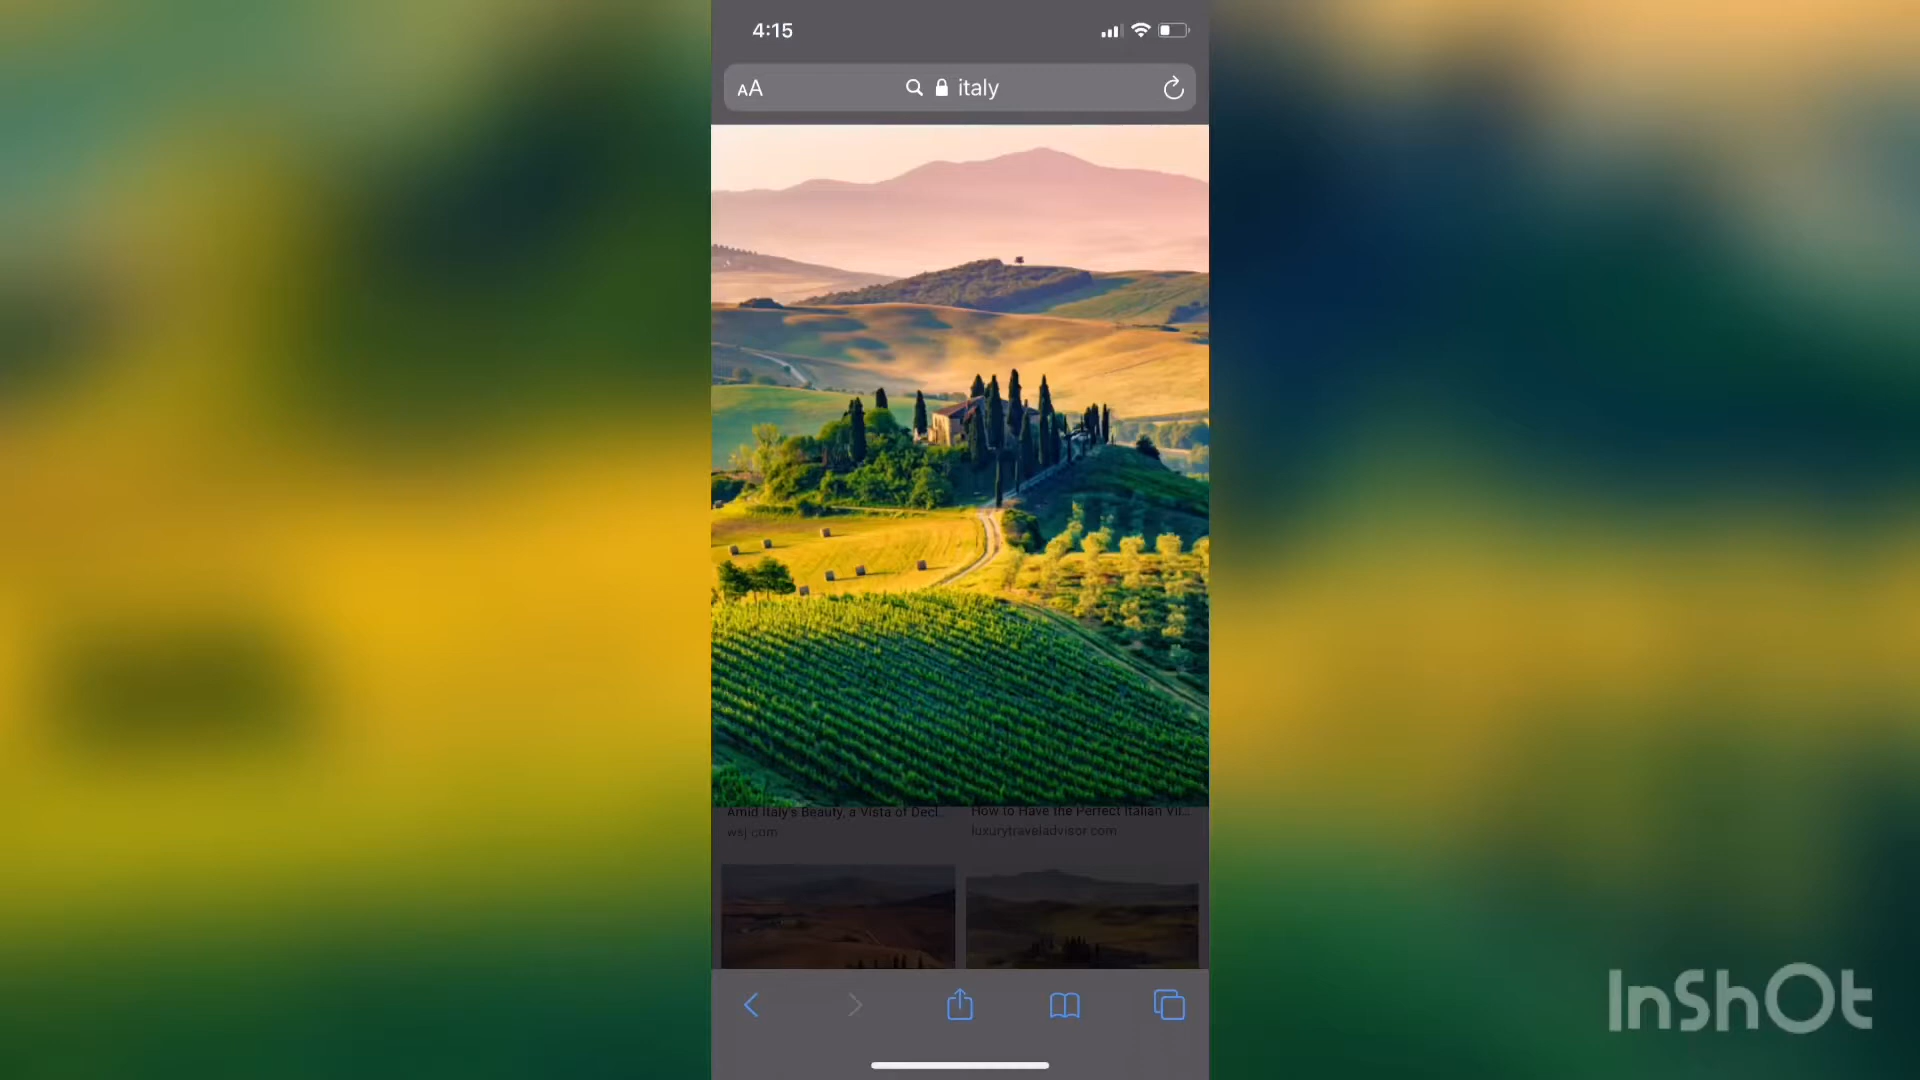 4:15
AA italy
Amid Italy's Beauty, a Vista of Decl...
How to Have the Perfect Italian Vil...
wsj.com
luxurytraveladvisor.com
InShOt